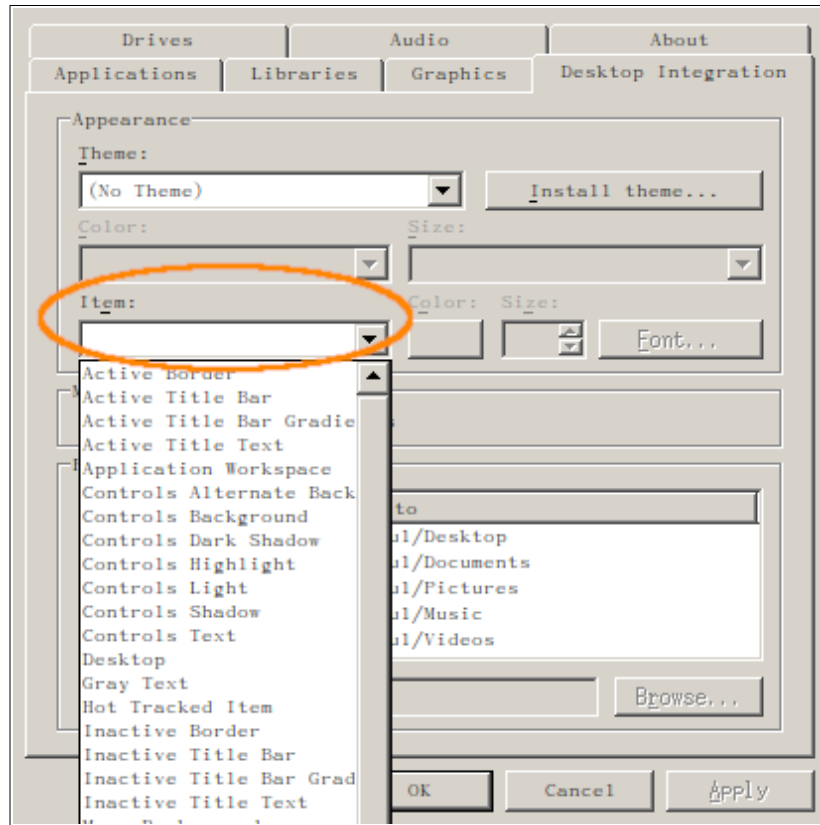 Drives Audio About
Applications Libraries Graphics Desktop Integration
Appearance
Theme:
(No Theme) Install theme...
Color: Size:
Item: Color: Size:
Font...
Active Border
Active Title Bar
Active Title Bar Gradie
Active Title Text
Application Workspace
Controls Alternate Back
Controls Background to
Controls Dark Shadow ul/Desktop
Controls Highlight ul/Documents
Controls Light ul/Pictures
Controls Shadow ul/Music
Controls Text ul/Videos
Desktop
Gray Text
Hot Tracked Item Browse...
Inactive Border
Inactive Title Bar
Inactive Title Bar Grad
Inactive Title Text
OK Cancel Apply